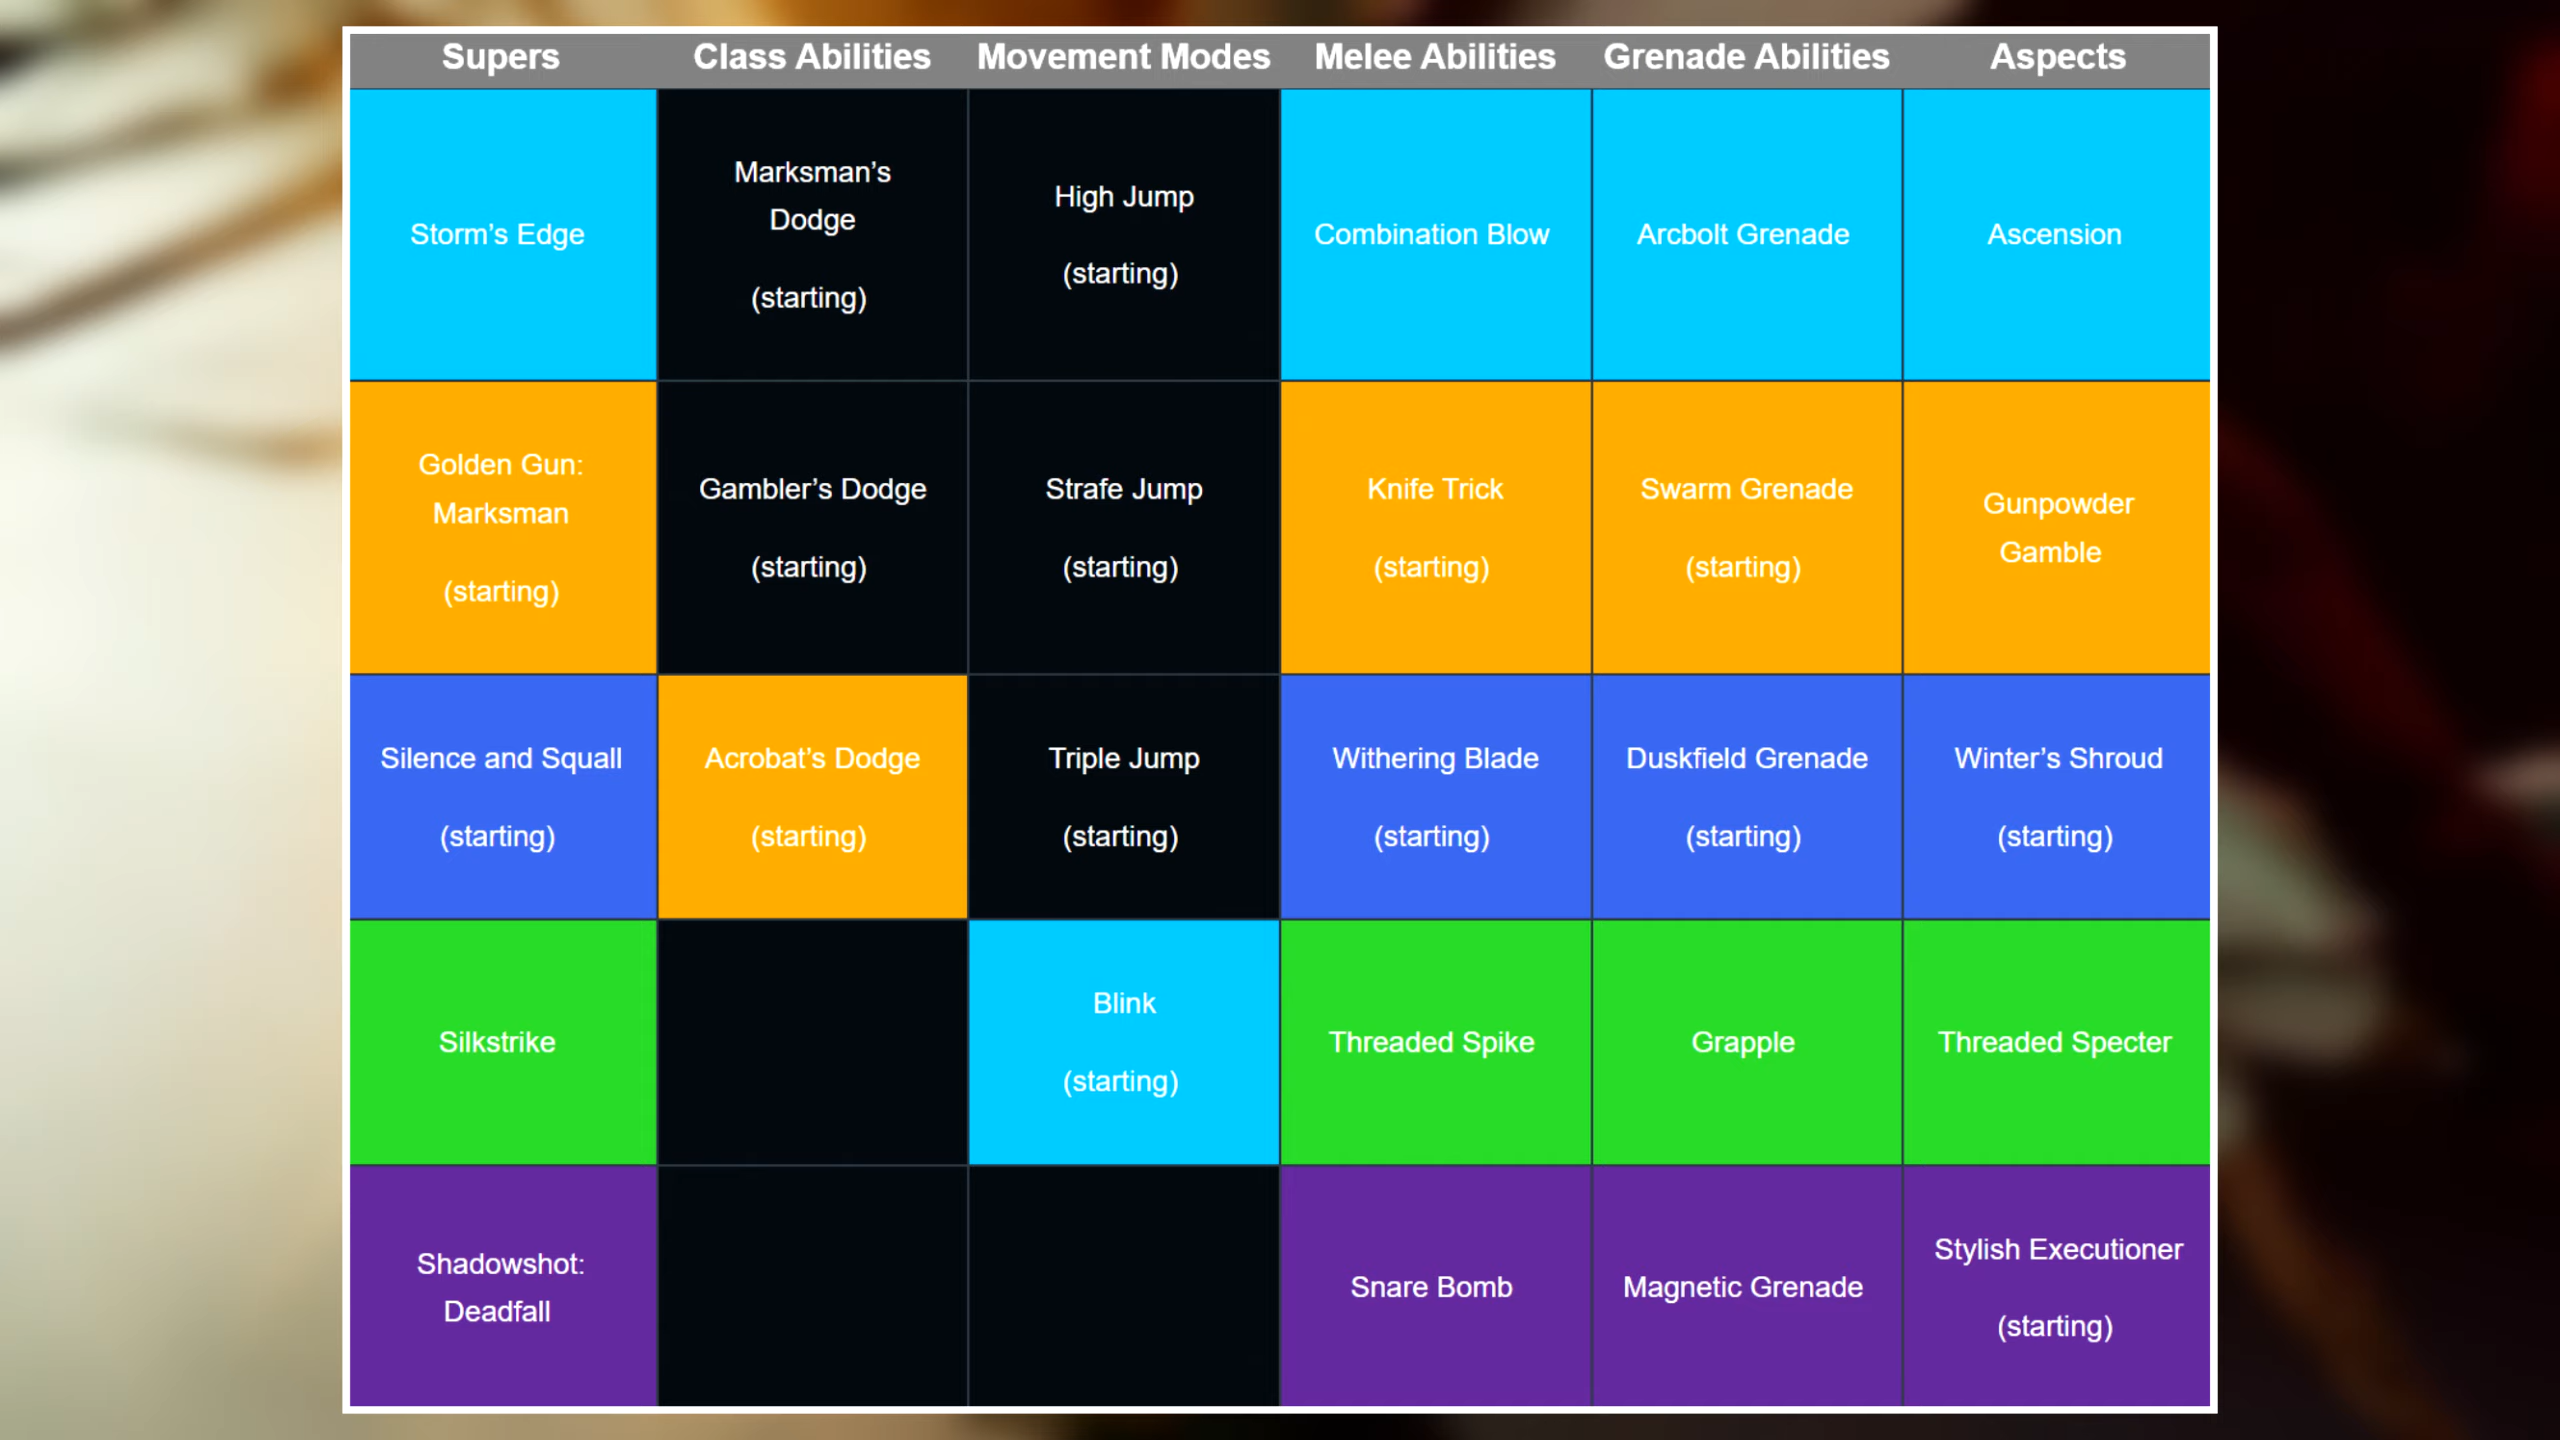 Supers
Class Abilities
Movement Modes
Melee Abilities
Grenade Abilities
Aspects
Storm’s Edge
Marksman’s
Dodge
(starting)
High Jump
(starting)
Combination Blow
Arcbolt Grenade
Ascension
Golden Gun:
Marksman
(starting)
Gambler’s Dodge
(starting)
Strafe Jump
(starting)
Knife Trick
(starting)
Swarm Grenade
(starting)
Gunpowder
Gamble
Silence and Squall
(starting)
Acrobat’s Dodge
(starting)
Triple Jump
(starting)
Withering Blade
(starting)
Duskfield Grenade
(starting)
Winter’s Shroud
(starting)
Silkstrike
Blink
(starting)
Threaded Spike
Grapple
Threaded Specter
Shadowshot:
Deadfall
Snare Bomb
Magnetic Grenade
Stylish Executioner
(starting)